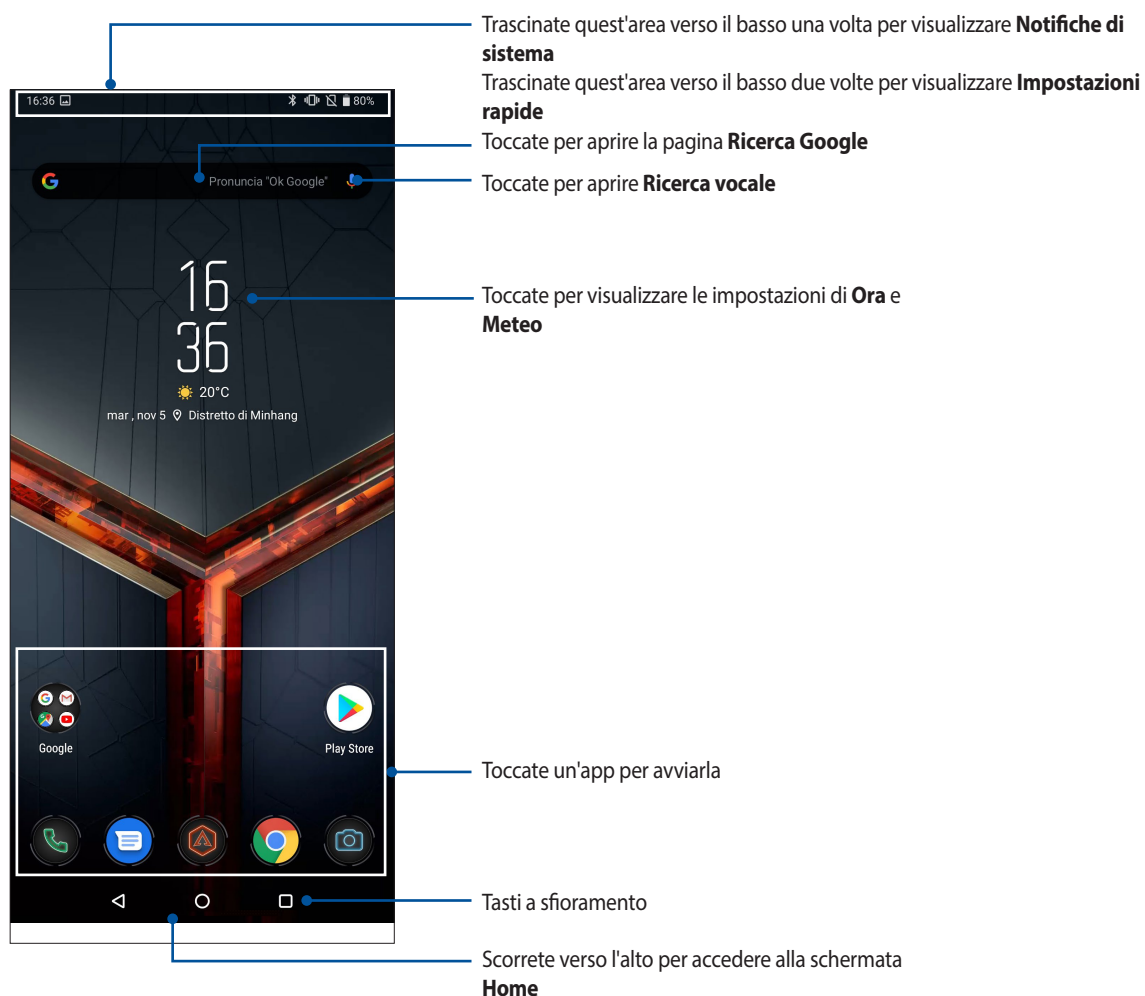 Trascinate quest'area verso il basso una volta per visualizzare Notifiche di
sistema
Trascinate quest'area verso il basso due volte per visualizzare Impostazioni
rapide
16:36
80%
Toccate per aprire la pagina Ricerca Google
Pronuncia "Ok Google"
Toccate per aprire Ricerca vocale
16
36
Toccate per visualizzare le impostazioni di Ora e
Meteo
20°C
mar , nov 5 Distretto di Minhang
Google
Play Store
Toccate un'app per avviarla
Tasti a sfioramento
Scorrete verso l'alto per accedere alla schermata
Home